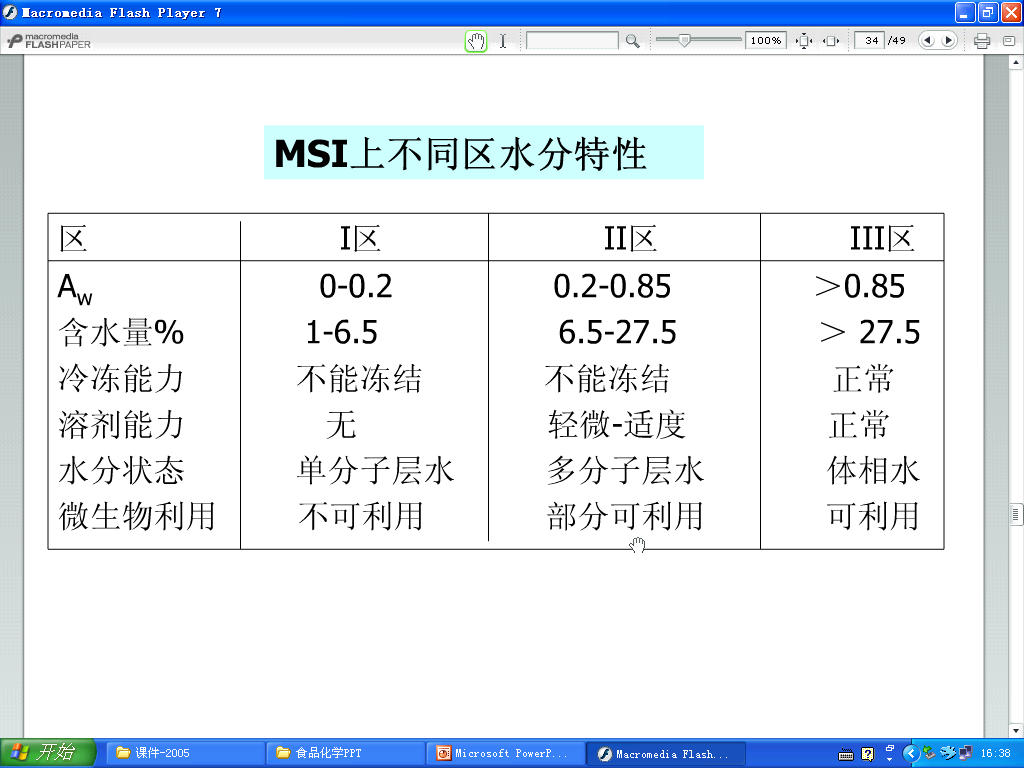 Macromedia Flash Player 7
macromedia
FLASHPAPER
100%
34 /49
MSI上不同区水分特性
区 I区 II区 III区
Aw 0-0.2 0.2-0.85 ＞0.85
含水量% 1-6.5 6.5-27.5 ＞ 27.5
冷冻能力 不能冻结 不能冻结 正常
溶剂能力 无 轻微-适度 正常
水分状态 单分子层水 多分子层水 体相水
微生物利用 不可利用 部分可利用 可利用
开始 课件-2005 食品化学PPT Microsoft PowerP... Macromedia Flash... 16:38